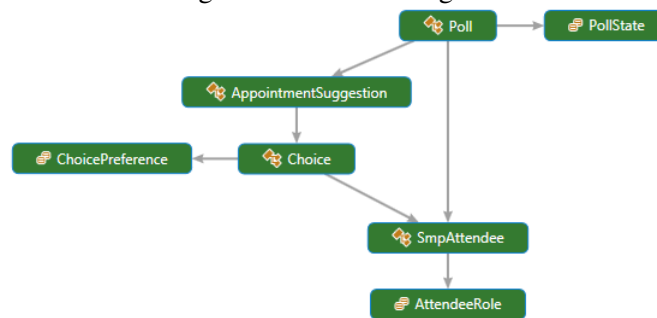 Poll
PollState
AppointmentSuggestion
ChoicePreference
Choice
SmpAttendee
AttendeeRole